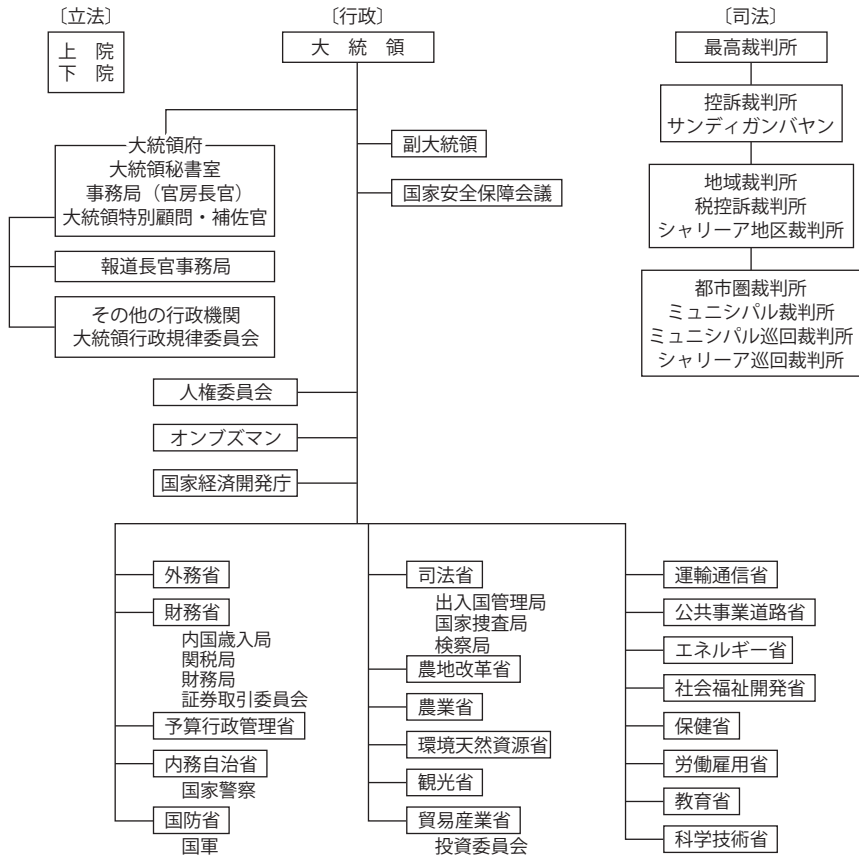 〔立法〕
上　院
下　院
〔行政〕
大　統　領
大統領府
大統領秘書室
事務局（官房長官）
大統領特別顧問・補佐官
報道長官事務局
その他の行政機関
大統領行政規律委員会
副大統領
国家安全保障会議
人権委員会
オンブズマン
国家経済開発庁
外務省
財務省
内国歳入局
関税局
財務局
証券取引委員会
予算行政管理省
内務自治省
国家警察
国防省
国軍
司法省
出入国管理局
国家捜査局
検察局
農地改革省
農業省
環境天然資源省
観光省
貿易産業省
投資委員会
運輸通信省
公共事業道路省
エネルギー省
社会福祉開発省
保健省
労働雇用省
教育省
科学技術省
〔司法〕
最高裁判所
控訴裁判所
サンディガンバヤン
地域裁判所
税控訴裁判所
シャリーア地区裁判所
都市圏裁判所
ミュニシパル裁判所
ミュニシパル巡回裁判所
シャリーア巡回裁判所